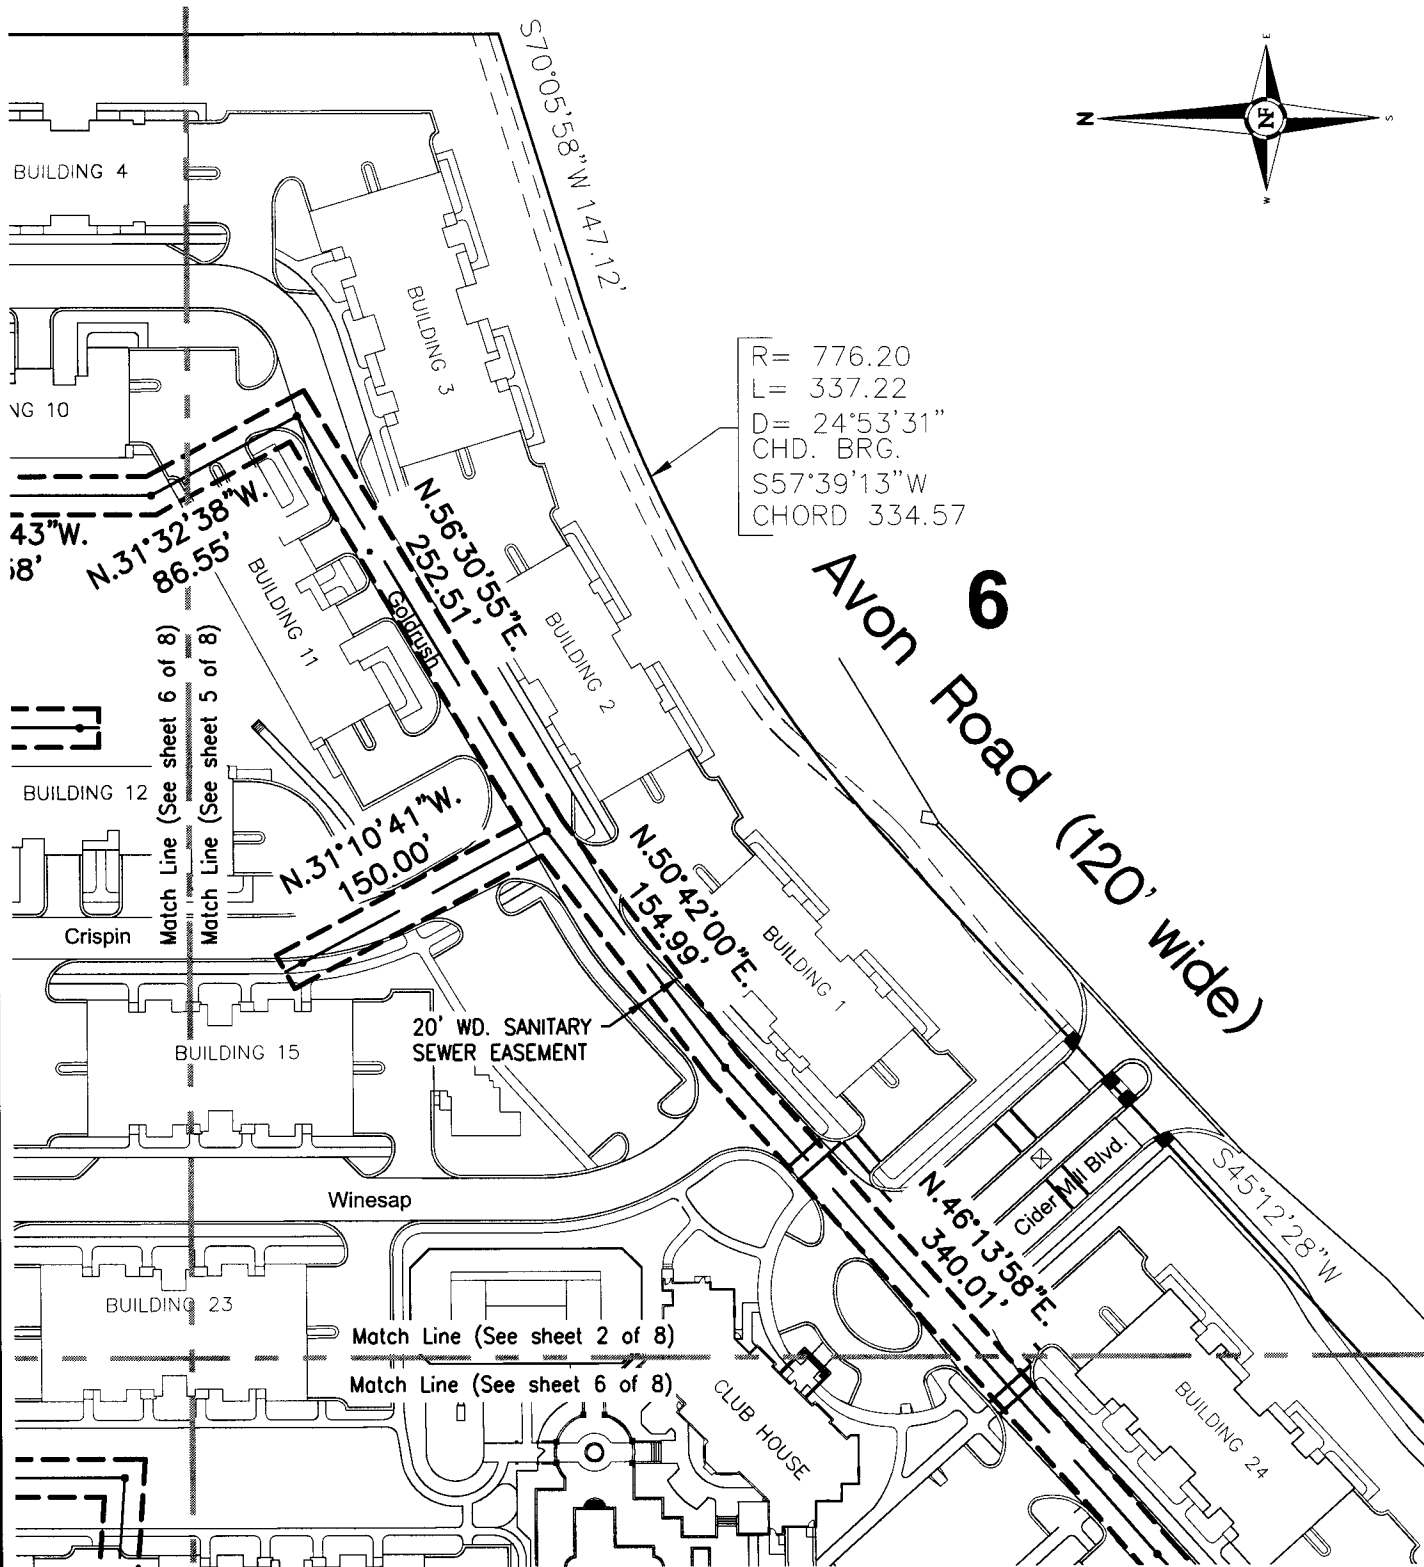 S70°05'58"W 147.12'
E
N
NF
S
W
BUILDING 4
BUILDING 3
R= 776.20
L= 337.22
D= 24°53'31"
CHD. BRG.
S57°39'13"W
CHORD 334.57
NG 10
43"W.
58'
N.31°32'38"W.
86.55'
N.56°30'55"E.
252.51'
BUILDING 11
Goldrush
BUILDING 2
6
Avon Road (120' wide)
Match Line (See sheet 6 of 8)
Match Line (See sheet 5 of 8)
BUILDING 12
N.31°10'41"W.
150.00'
N.50°42'00"E.
154.99'
BUILDING 1
Crispin
20' WD. SANITARY
SEWER EASEMENT
BUILDING 15
Winesap
Cider Mill Blvd.
S45°12'28"W
N.46°13'58"E.
340.01'
BUILDING 23
Match Line (See sheet 2 of 8)
Match Line (See sheet 6 of 8)
CLUB HOUSE
BUILDING 24